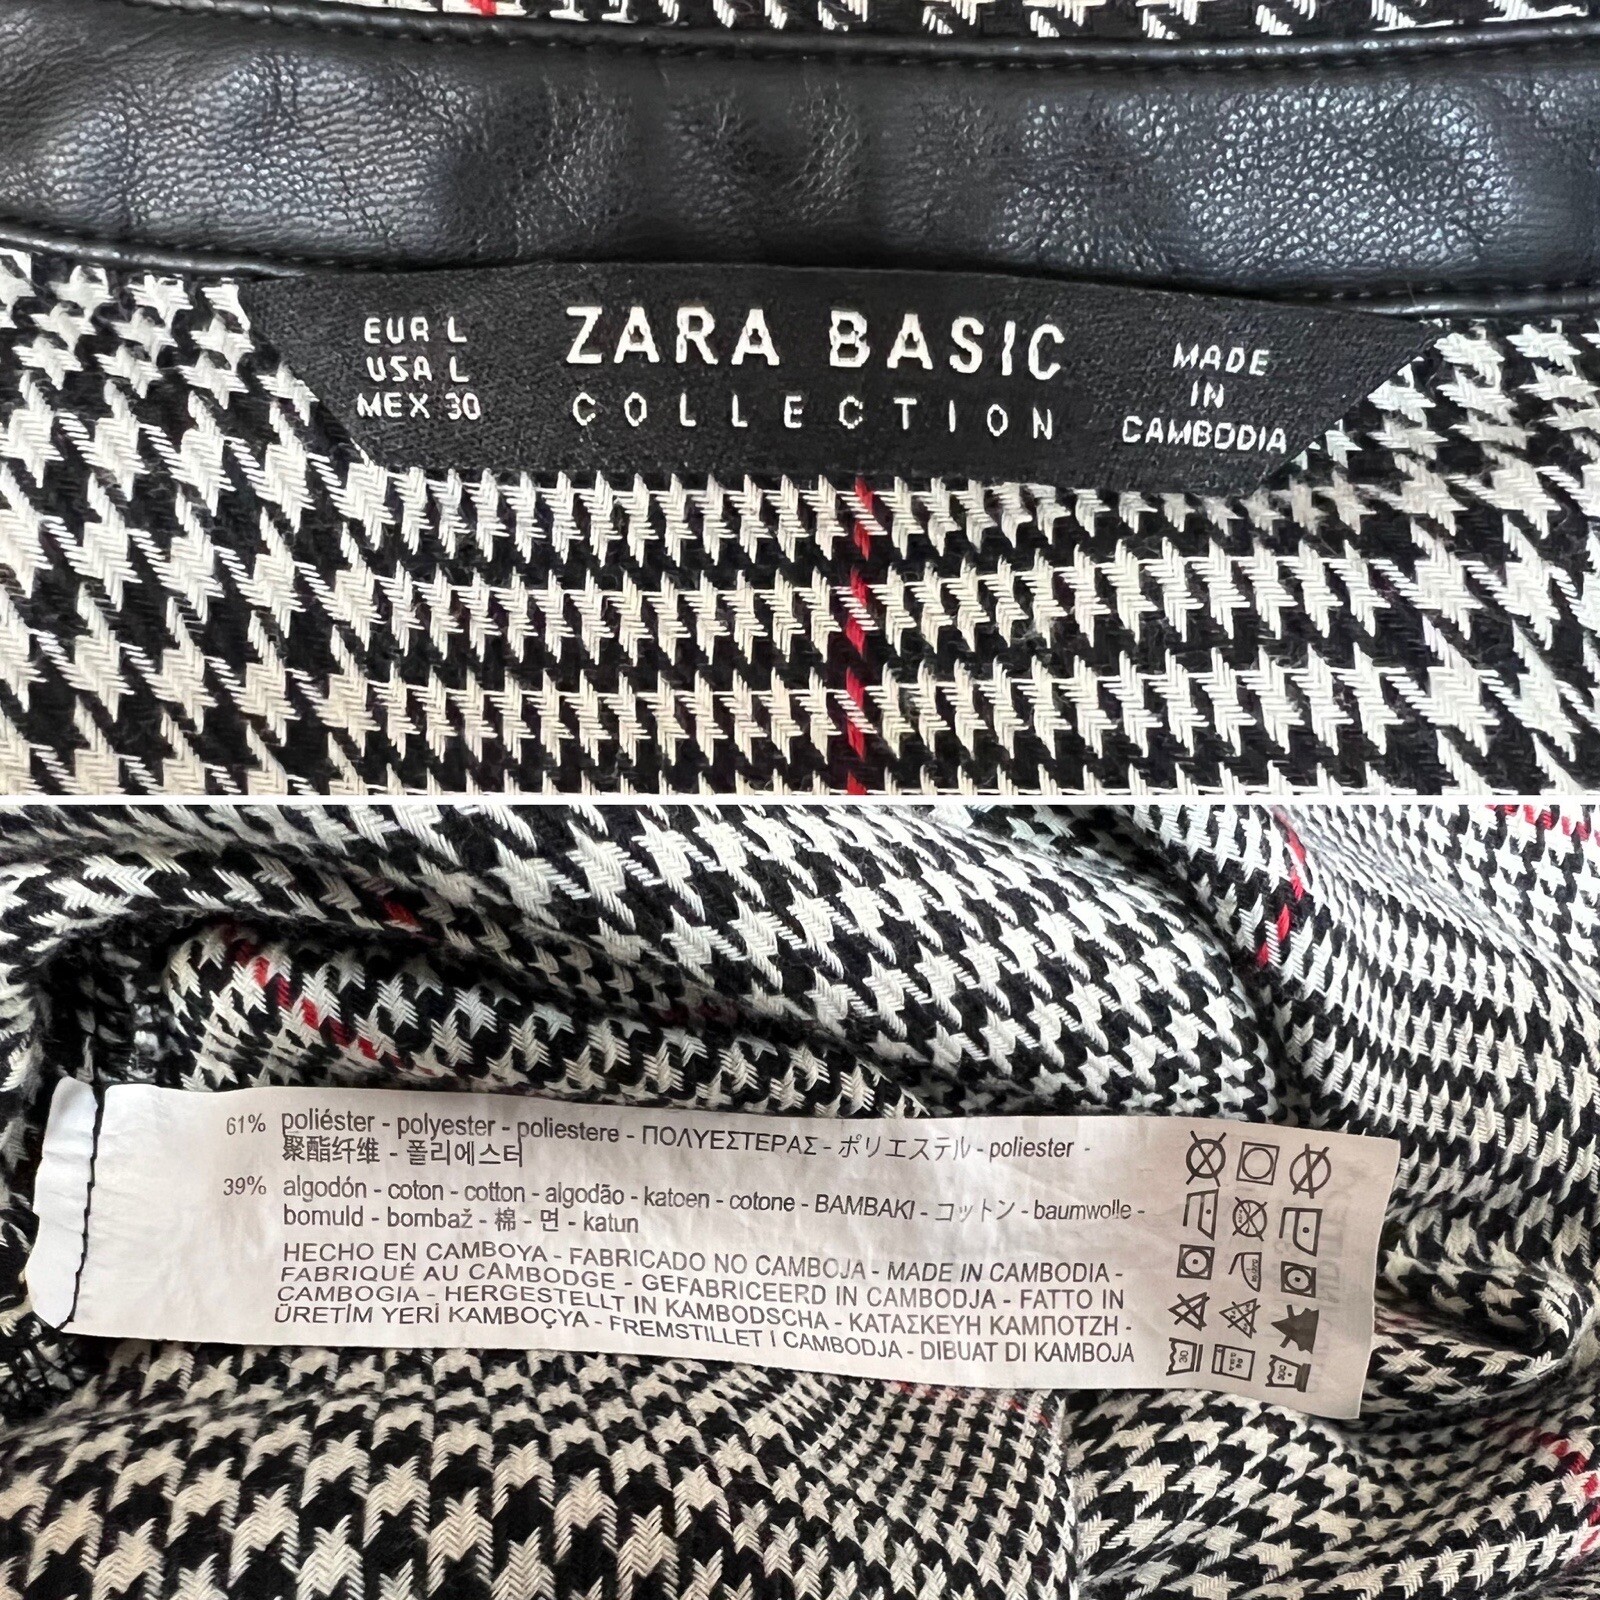 EUR L
USA L
MEX 30
ZARA BASIC
COLLECTION
MADE
IN
CAMBODIA
61% poliéster - polyester - poliestere - ΠΟΛΥΕΣΤΕΡΑΣ - ポリエステル - poliester -
聚酯纤维 - 폴리에스터
39% algodón - coton - cotton - algodão - katoen - cotone - BAMBAKI - コットン - baumwolle -
bomuld - bombaž - 棉 - 면 - katun
HECHO EN CAMBOYA - FABRICADO NO CAMBOJA - MADE IN CAMBODIA -
FABRIQUÉ AU CAMBODGE - GEFABRICEERD IN CAMBODJA - FATTO IN
CAMBOGIA - HERGESTELLT IN KAMBODSCHA - ΚΑΤΑΣΚΕΥΗ ΚΑΜΠΟΤΖΗ -
ÜRETİM YERİ KAMBOÇYA - FREMSTILLET I CAMBODJA - DIBUAT DI KAMBOJA